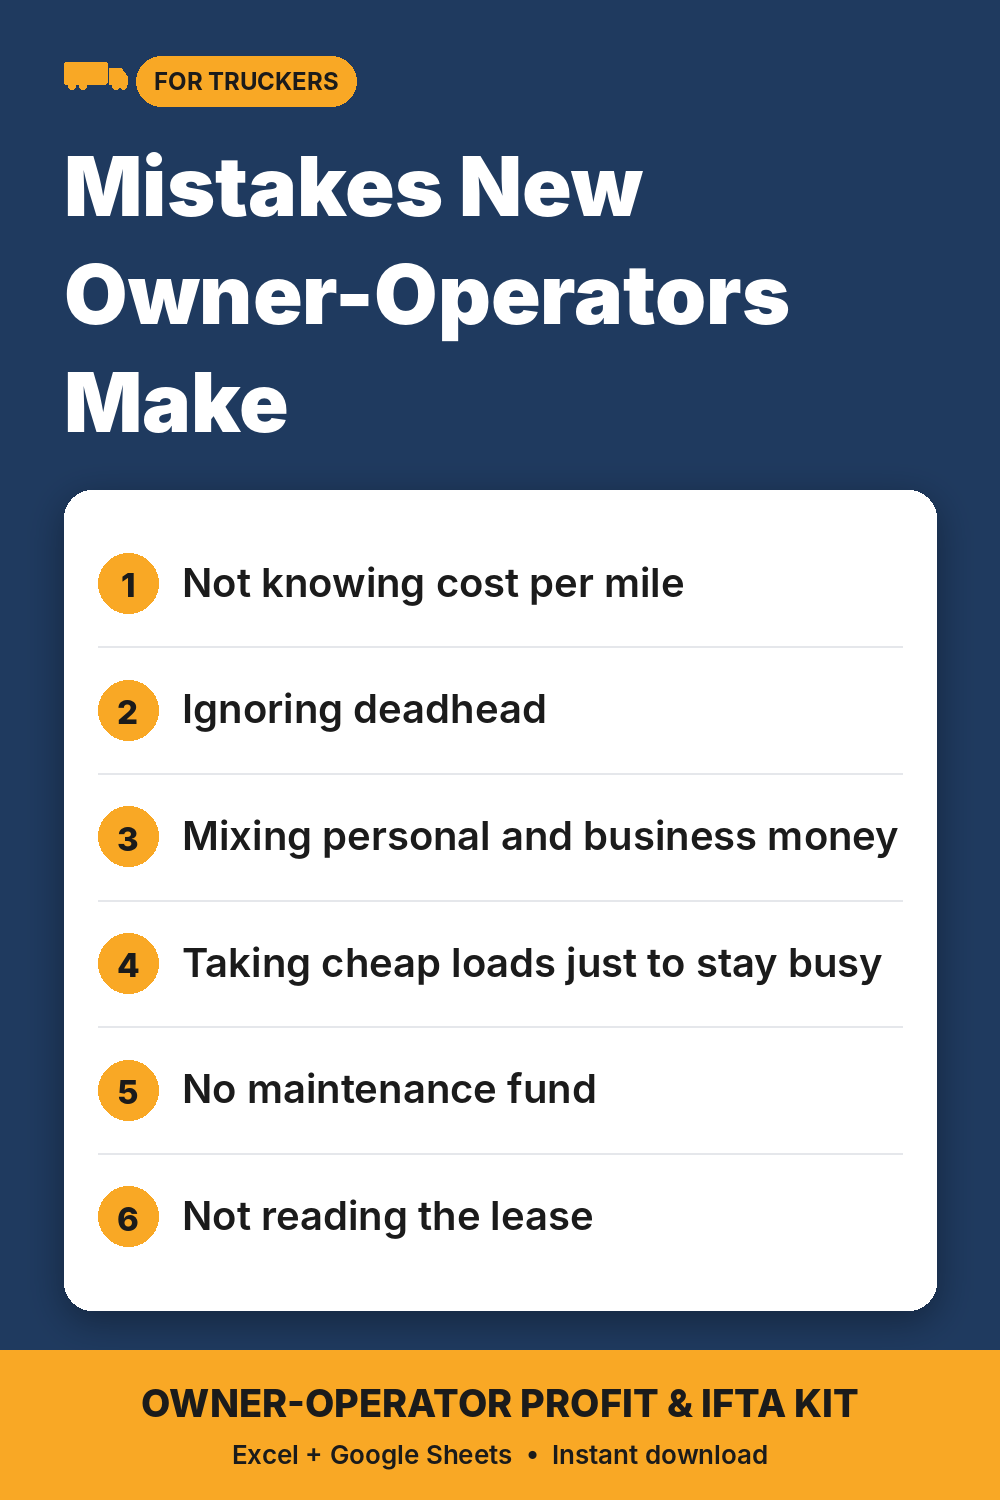 FOR TRUCKERS
Mistakes New
Owner-Operators
Make
1 Not knowing cost per mile
2 Ignoring deadhead
3 Mixing personal and business money
4 Taking cheap loads just to stay busy
5 No maintenance fund
6 Not reading the lease
OWNER-OPERATOR PROFIT & IFTA KIT
Excel + Google Sheets • Instant download